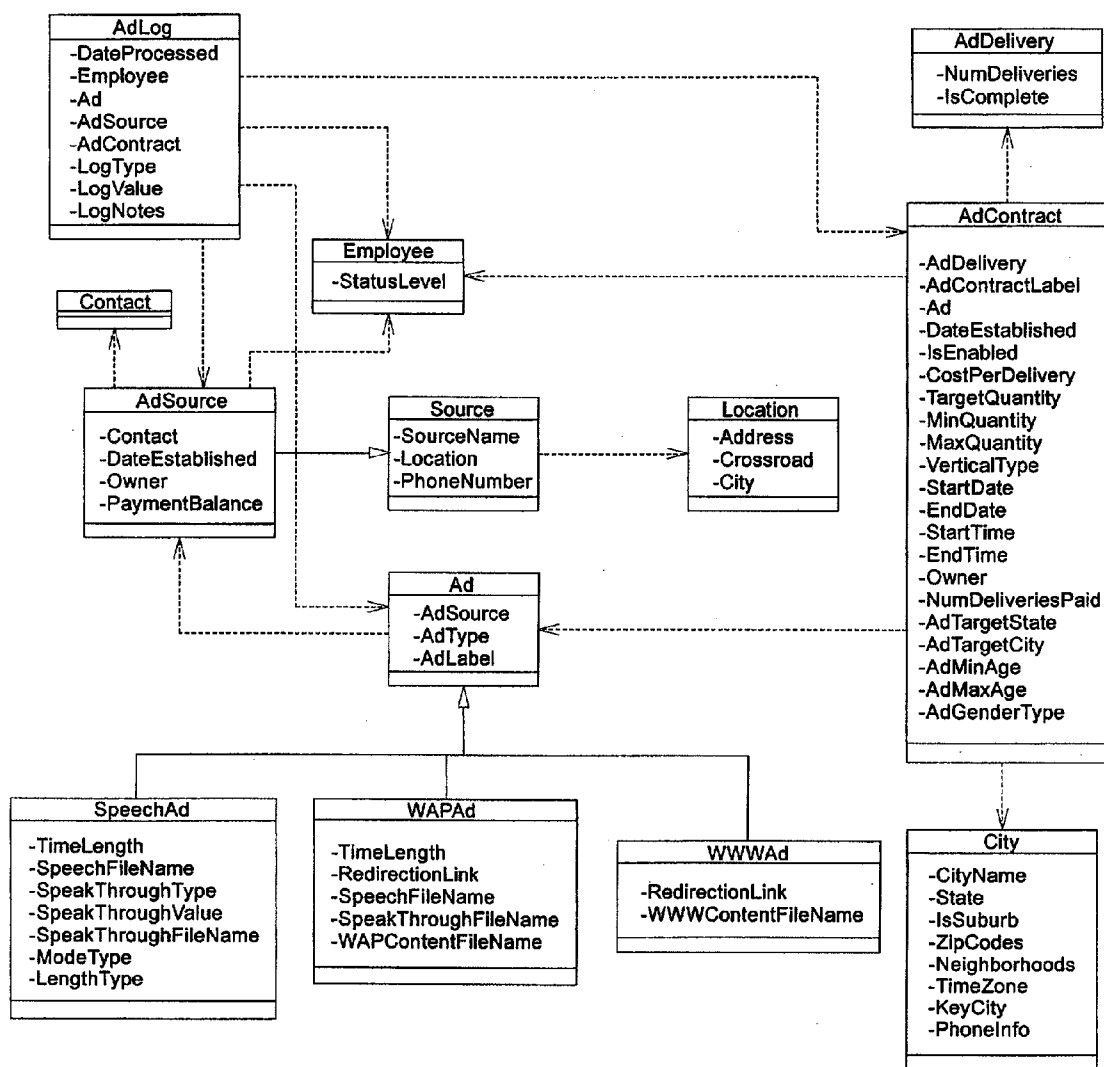 AdLog
-DateProcessed
-Employee
-Ad
-AdSource
-AdContract
-LogType
-LogValue
-LogNotes
AdDelivery
-NumDeliveries
-IsComplete
Employee
-StatusLevel
Contact
AdContract
-AdDelivery
-AdContractLabel
-Ad
-DateEstablished
-IsEnabled
-CostPerDelivery
-TargetQuantity
-MinQuantity
-MaxQuantity
-VerticalType
-StartDate
-EndDate
-StartTime
-EndTime
-Owner
-NumDeliveriesPaid
-AdTargetState
-AdTargetCity
-AdMinAge
-AdMaxAge
-AdGenderType
AdSource
-Contact
-DateEstablished
-Owner
-PaymentBalance
Source
-SourceName
-Location
-PhoneNumber
Location
-Address
-Crossroad
-City
Ad
-AdSource
-AdType
-AdLabel
SpeechAd
-TimeLength
-SpeechFileName
-SpeakThroughType
-SpeakThroughValue
-SpeakThroughFileName
-ModeType
-LengthType
WAPAd
-TimeLength
-RedirectionLink
-SpeechFileName
-SpeakThroughFileName
-WAPContentFileName
WWWAd
-RedirectionLink
-WWWContentFileName
City
-CityName
-State
-IsSuburb
-ZipCodes
-Neighborhoods
-TimeZone
-KeyCity
-PhoneInfo